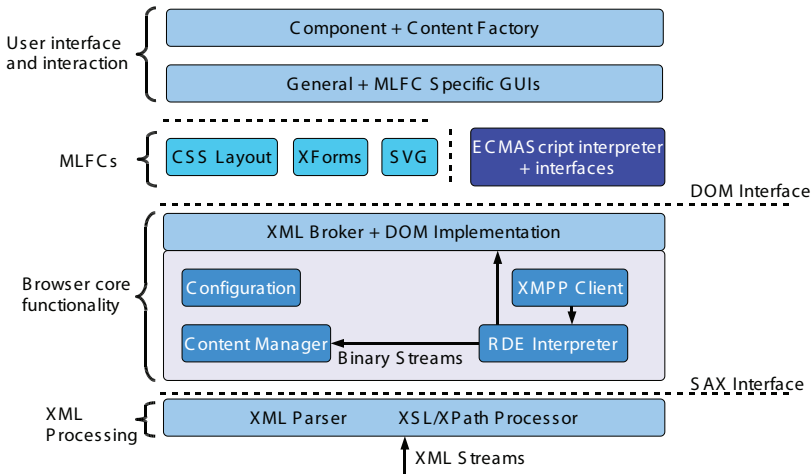 Component + Content Factory
User interface
and interaction
General + MLFC Specific GUIs
MLFCs
CSS Layout
XForms
SVG
ECMAScript interpreter
+ interfaces
DOM Interface
XML Broker + DOM Implementation
Browser core
functionality
Configuration
XMPP Client
Content Manager
RDE Interpreter
Binary Streams
SAX Interface
XML
Processing
XML Parser
XSL/XPath Processor
XML Streams